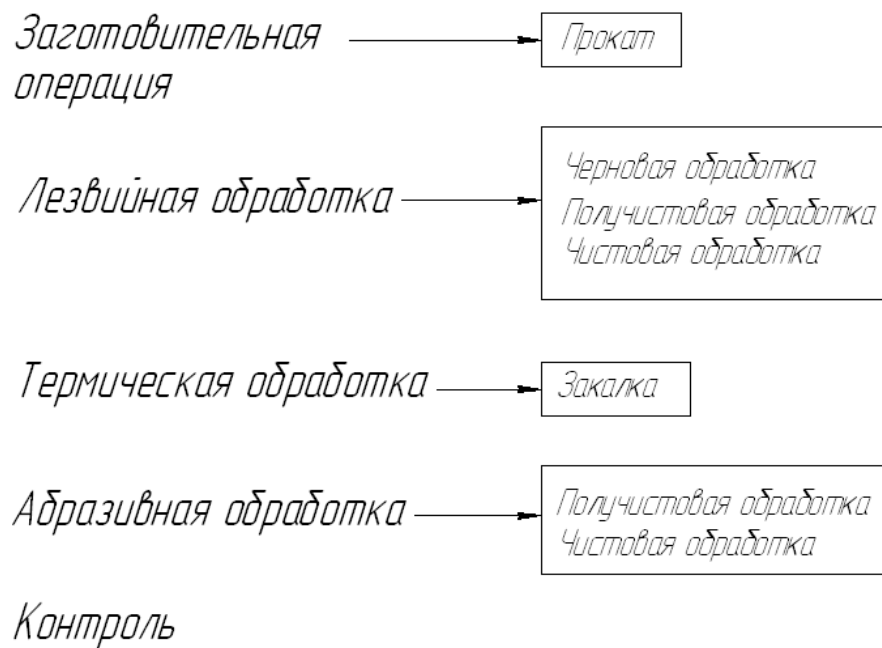 Заготовительная
операция
Прокат
Лезвийная обработка
Черновая обработка
Получистовая обработка
Чистовая обработка
Термическая обработка
Закалка
Абразивная обработка
Получистовая обработка
Чистовая обработка
Контроль